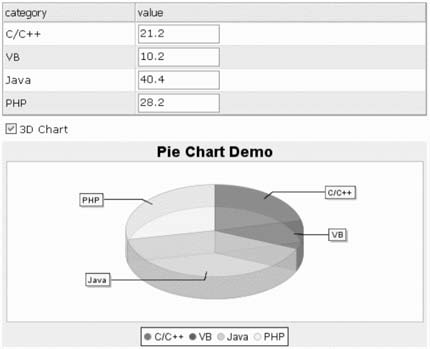 category value
C/C++ 21.2
VB 10.2
Java 40.4
PHP 28.2
3D Chart
Pie Chart Demo
C/C++
PHP
VB
Java
C/C++ VB Java PHP